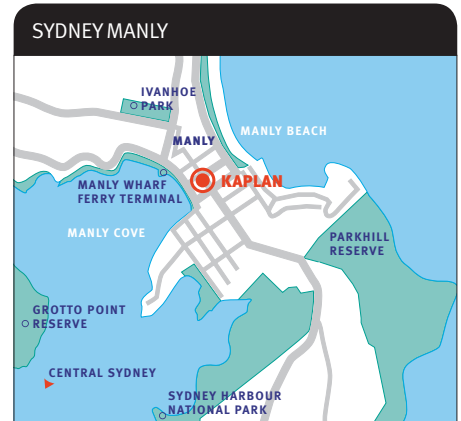 SYDNEY MANLY
IVANHOE
PARK
MANLY BEACH
MANLY
KAPLAN
MANLY WHARF
FERRY TERMINAL
MANLY COVE
PARKHILL
RESERVE
GROTTO POINT
RESERVE
CENTRAL SYDNEY
SYDNEY HARBOUR
NATIONAL PARK